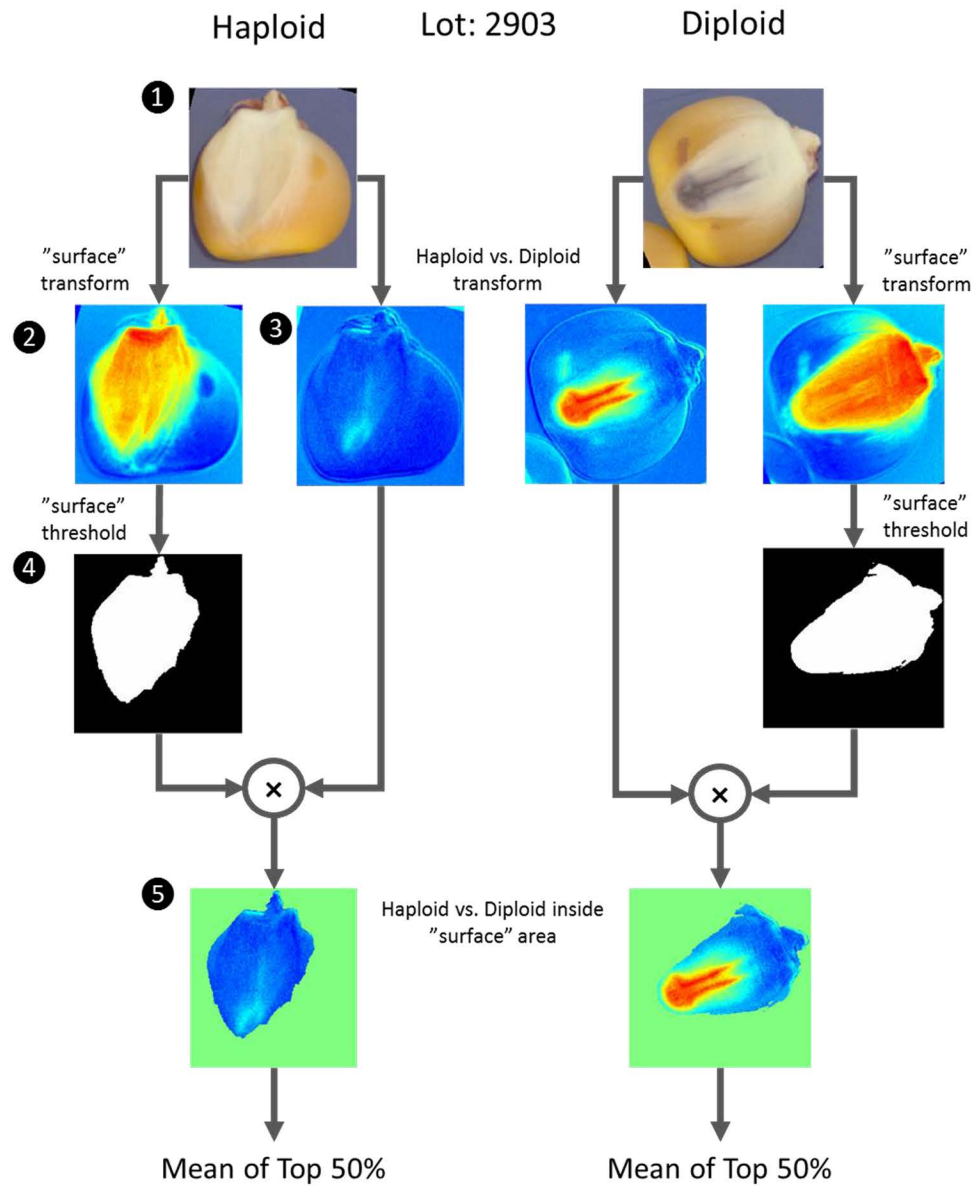 Haploid
Lot: 2903
Diploid
1
"surface"
transform
Haploid vs. Diploid
transform
"surface"
transform
2
3
"surface"
threshold
"surface"
threshold
4
×
×
5
Haploid vs. Diploid inside
"surface" area
Mean of Top 50%
Mean of Top 50%